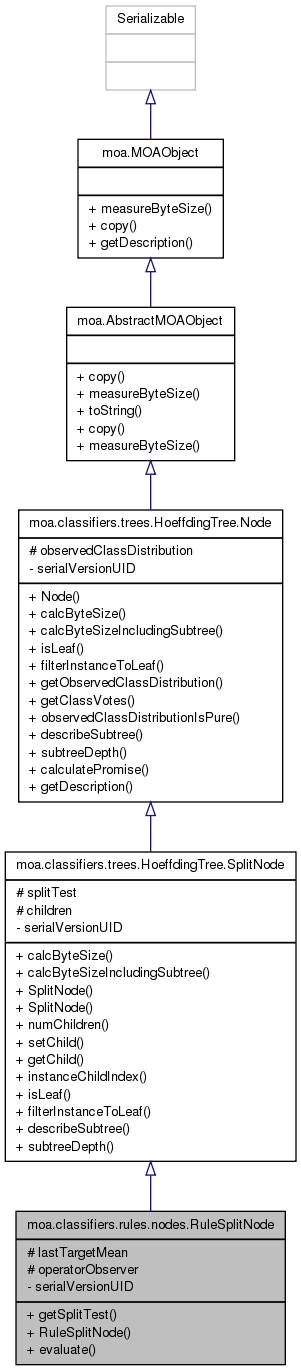 Serializable
moa.MOAObject
+ measureByteSize()
+ copy()
+ getDescription()
moa.AbstractMOAObject
+ copy()
+ measureByteSize()
+ toString()
+ copy()
+ measureByteSize()
moa.classifiers.trees.HoeffdingTree.Node
# observedClassDistribution
- serialVersionUID
+ Node()
+ calcByteSize()
+ calcByteSizeIncludingSubtree()
+ isLeaf()
+ filterInstanceToLeaf()
+ getObservedClassDistribution()
+ getClassVotes()
+ observedClassDistributionIsPure()
+ describeSubtree()
+ subtreeDepth()
+ calculatePromise()
+ getDescription()
moa.classifiers.trees.HoeffdingTree.SplitNode
# splitTest
# children
- serialVersionUID
+ calcByteSize()
+ calcByteSizeIncludingSubtree()
+ SplitNode()
+ SplitNode()
+ numChildren()
+ setChild()
+ getChild()
+ instanceChildIndex()
+ isLeaf()
+ filterInstanceToLeaf()
+ describeSubtree()
+ subtreeDepth()
moa.classifiers.rules.nodes.RuleSplitNode
# lastTargetMean
# operatorObserver
- serialVersionUID
+ getSplitTest()
+ RuleSplitNode()
+ evaluate()